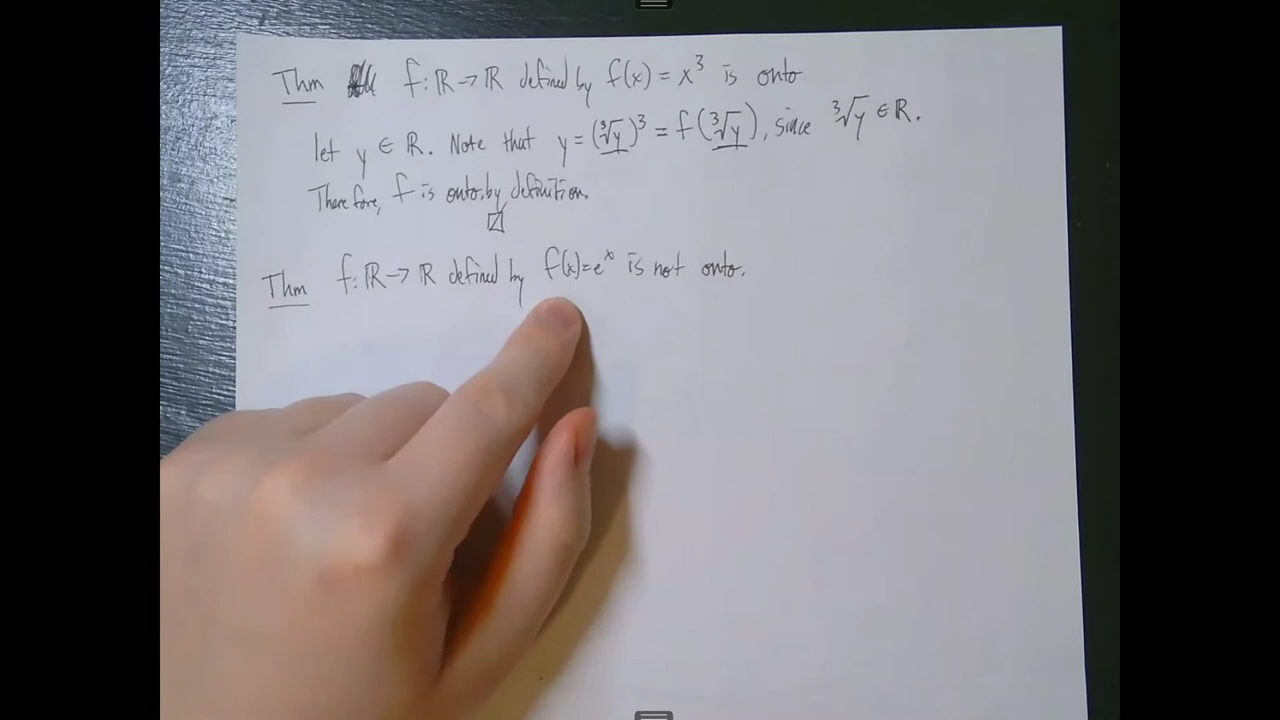 Thm f: ℝ → ℝ defined by f(x) = x³ is onto
let y ∈ ℝ. Note that y = (∛y)³ = f(∛y), since ∛y ∈ ℝ.
Therefore, f is onto, by definition.
Thm f: ℝ → ℝ defined by f(x)=eˣ is not onto.